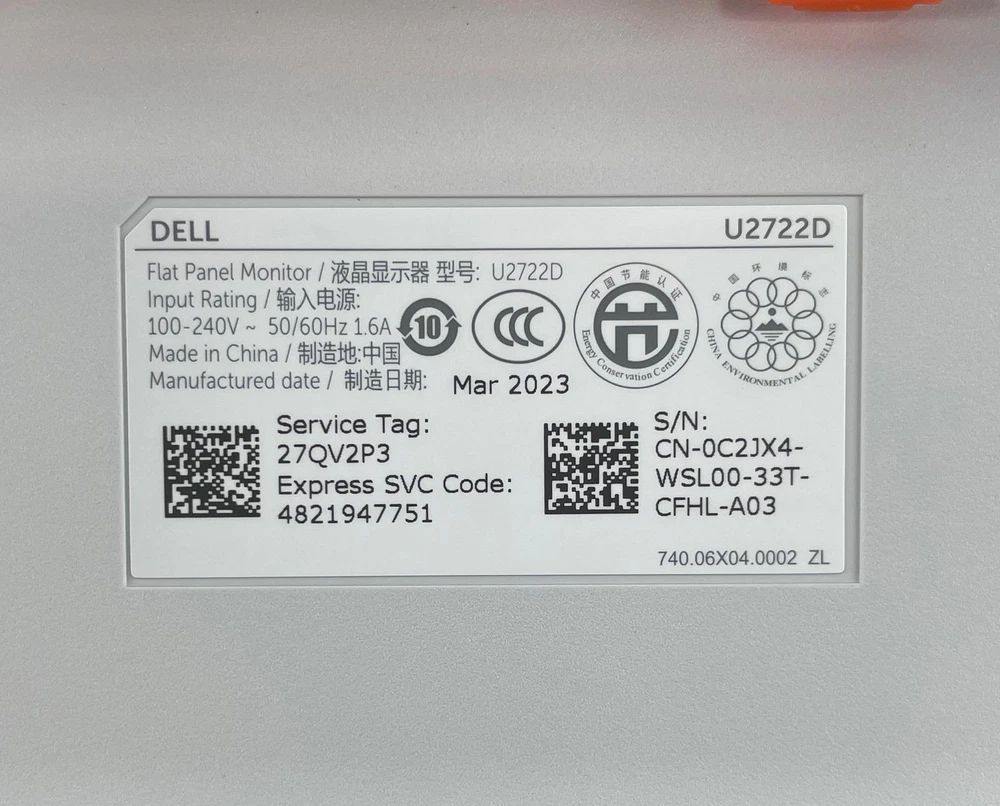 DELL U2722D
Flat Panel Monitor / 液晶显示器 型号: U2722D
Input Rating / 输入电源:
100-240V ~ 50/60Hz 1.6A
Made in China / 制造地:中国
Manufactured date / 制造日期: Mar 2023
10
CCC
中国节能认证
Energy Conservation Certification
中国环境标志
CHINA ENVIRONMENTAL LABELLING
Service Tag:
27QV2P3
Express SVC Code:
4821947751
S/N:
CN-0C2JX4-
WSL00-33T-
CFHL-A03
740.06X04.0002 ZL